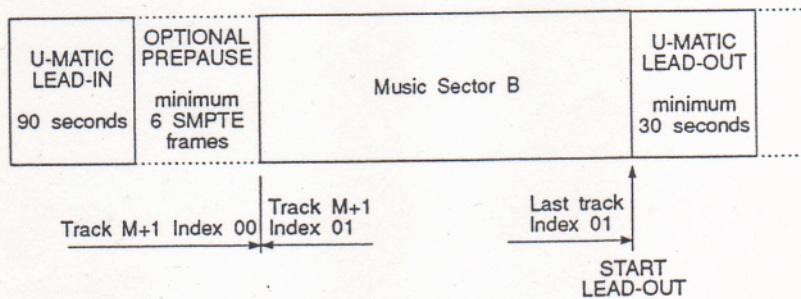 U-MATIC
LEAD-IN
90 seconds
OPTIONAL
PREPAUSE
minimum
6 SMPTE
frames
Music Sector B
U-MATIC
LEAD-OUT
minimum
30 seconds
Track M+1 Index 00
Track M+1
Index 01
Last track
Index 01
START
LEAD-OUT